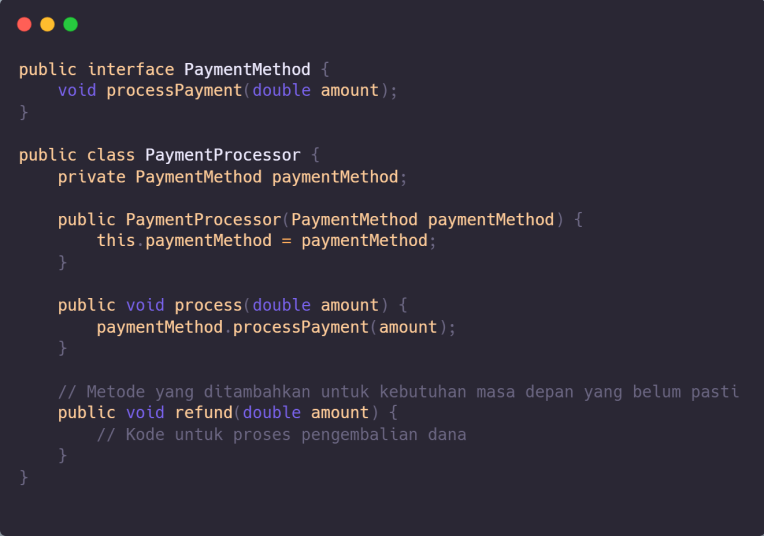 public interface PaymentMethod {
    void processPayment(double amount);
}
public class PaymentProcessor {
    private PaymentMethod paymentMethod;
    public PaymentProcessor(PaymentMethod paymentMethod) {
        this.paymentMethod = paymentMethod;
    }
    public void process(double amount) {
        paymentMethod.processPayment(amount);
    }
    // Metode yang ditambahkan untuk kebutuhan masa depan yang belum pasti
    public void refund(double amount) {
        // Kode untuk proses pengembalian dana
    }
}